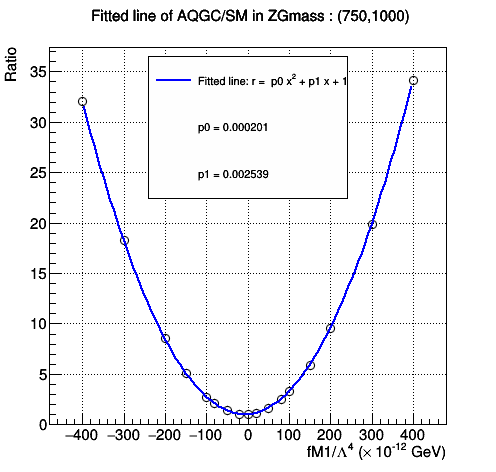 Fitted line of AQGC/SM in ZGmass : (750,1000)
Ratio
Fitted line: r = p0 x² + p1 x + 1
p0 = 0.000201
p1 = 0.002539
35
30
25
20
15
10
5
0
−400 −300 −200 −100 0 100 200 300 400
fM1/Λ⁴ (× 10⁻¹² GeV)